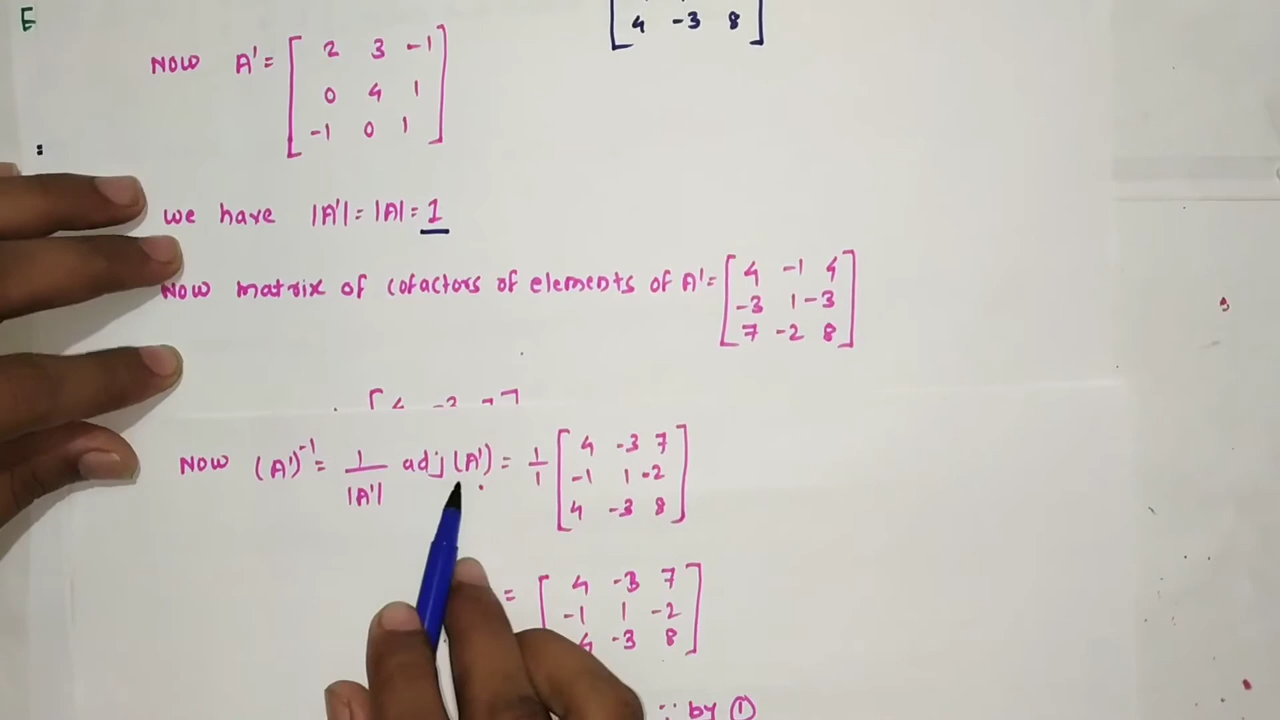 E
4 -3 8
NOW A' = [ 2 3 -1
0 4 1
-1 0 1 ]
:
we have |A'| = |A| = 1
NOW matrix of cofactors of elements of A' = [ 4 -1 4
-3 1 -3
7 -2 8 ]
NOW (A')⁻¹ = 1/|A'| adj (A') = 1/1 [ 4 -3 7
-1 1 -2
4 -3 8 ]
= [ 4 -3 7
-1 1 -2
4 -3 8 ]
∵ by ①